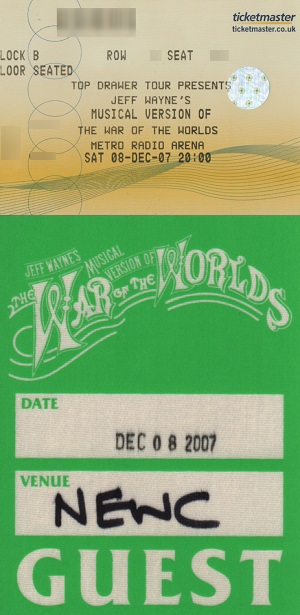 ticketmaster
ticketmaster.co.uk
LOCK B ROW SEAT
LOOR SEATED
TOP DRAWER TOUR PRESENTS
JEFF WAYNE'S
MUSICAL VERSION OF
THE WAR OF THE WORLDS
METRO RADIO ARENA
SAT 08-DEC-07 20:00
JEFF WAYNE'S MUSICAL VERSION OF
THE WAR OF THE WORLDS
DATE
DEC 08 2007
VENUE
NEWC
GUEST